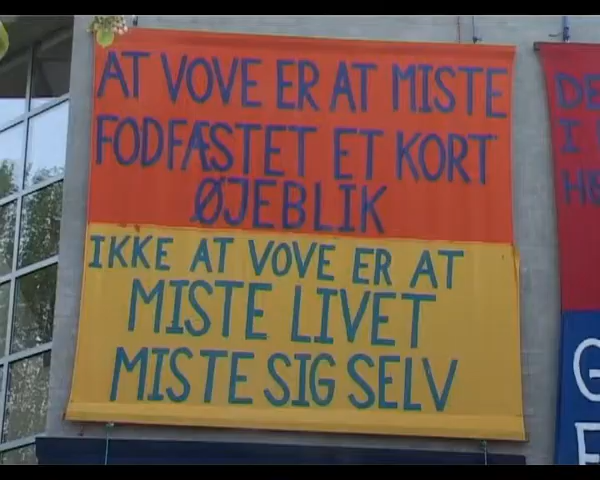 AT VOVE ER AT MISTE
FODFÆSTET ET KORT
ØJEBLIK
IKKE AT VOVE ER AT
MISTE LIVET
MISTE SIG SELV
DE
I